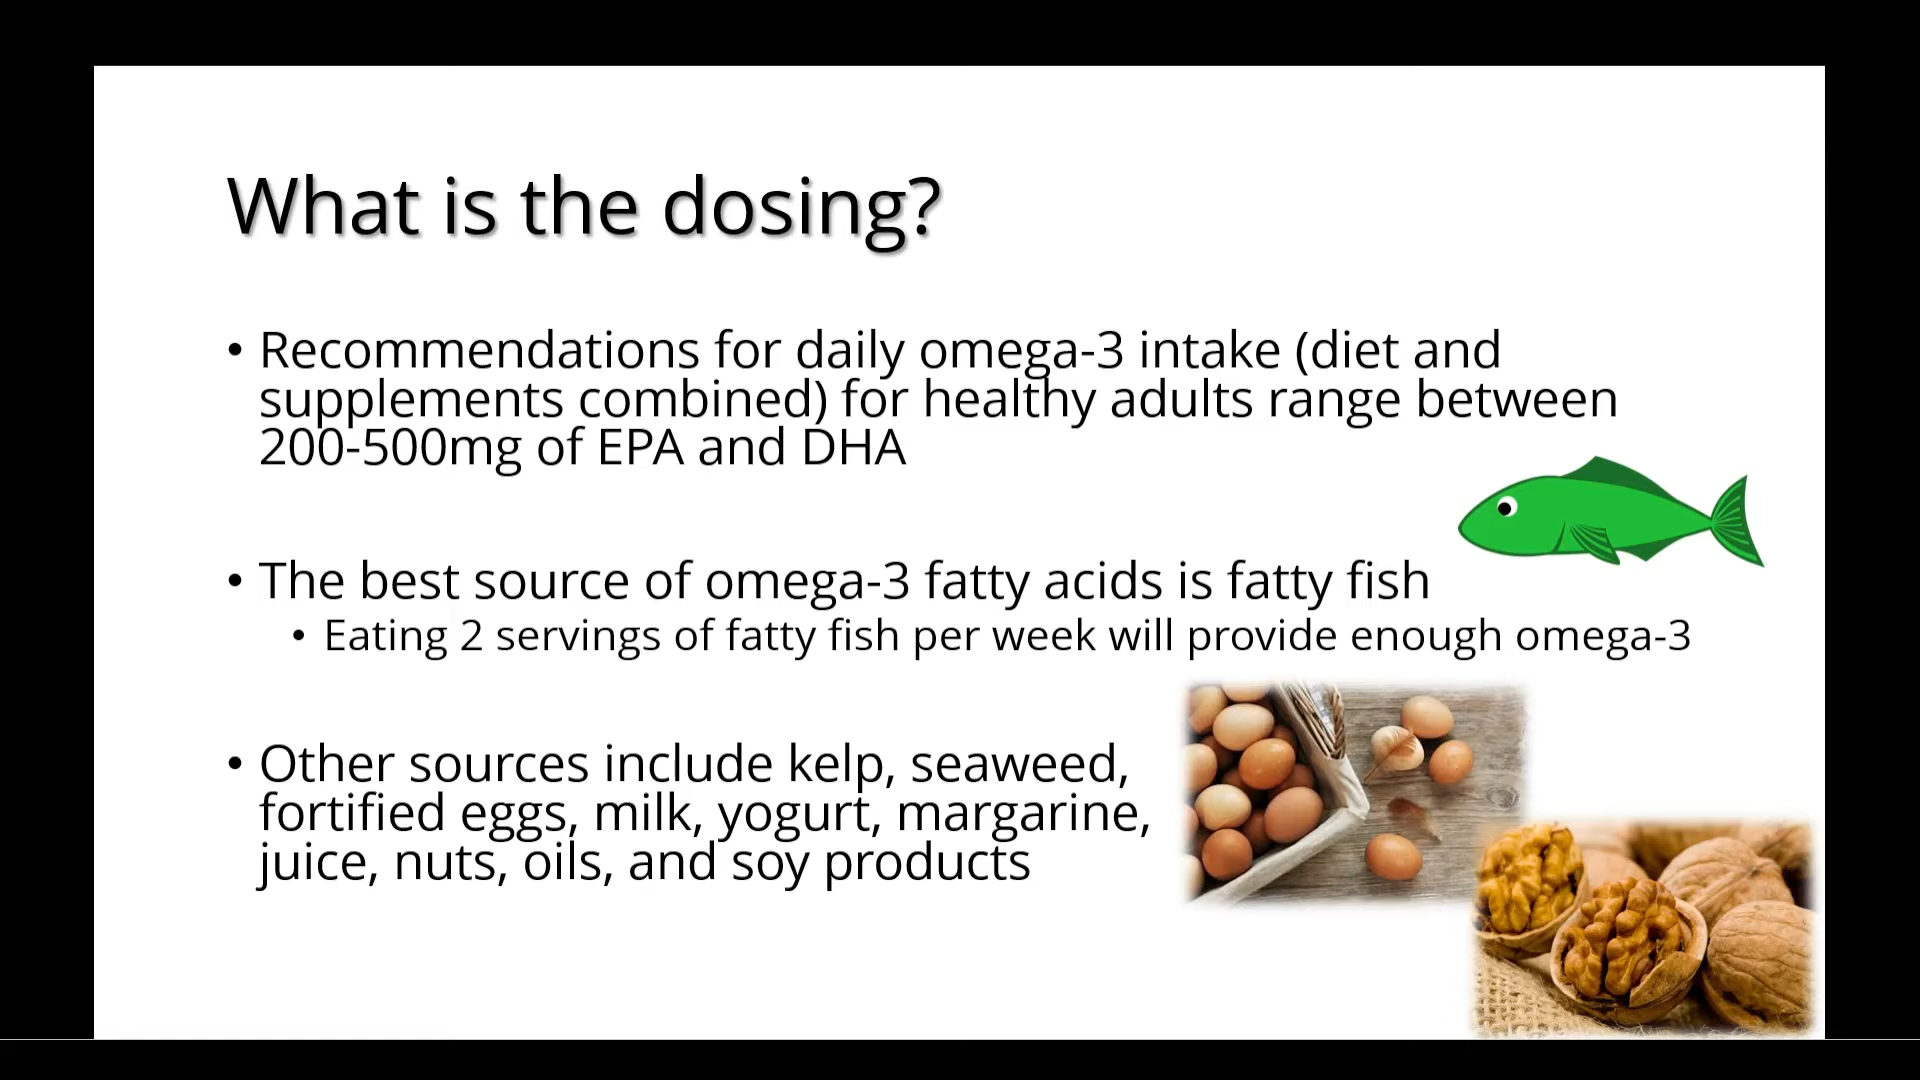 What is the dosing?
• Recommendations for daily omega-3 intake (diet and
supplements combined) for healthy adults range between
200-500mg of EPA and DHA
• The best source of omega-3 fatty acids is fatty fish
• Eating 2 servings of fatty fish per week will provide enough omega-3
• Other sources include kelp, seaweed,
fortified eggs, milk, yogurt, margarine,
juice, nuts, oils, and soy products